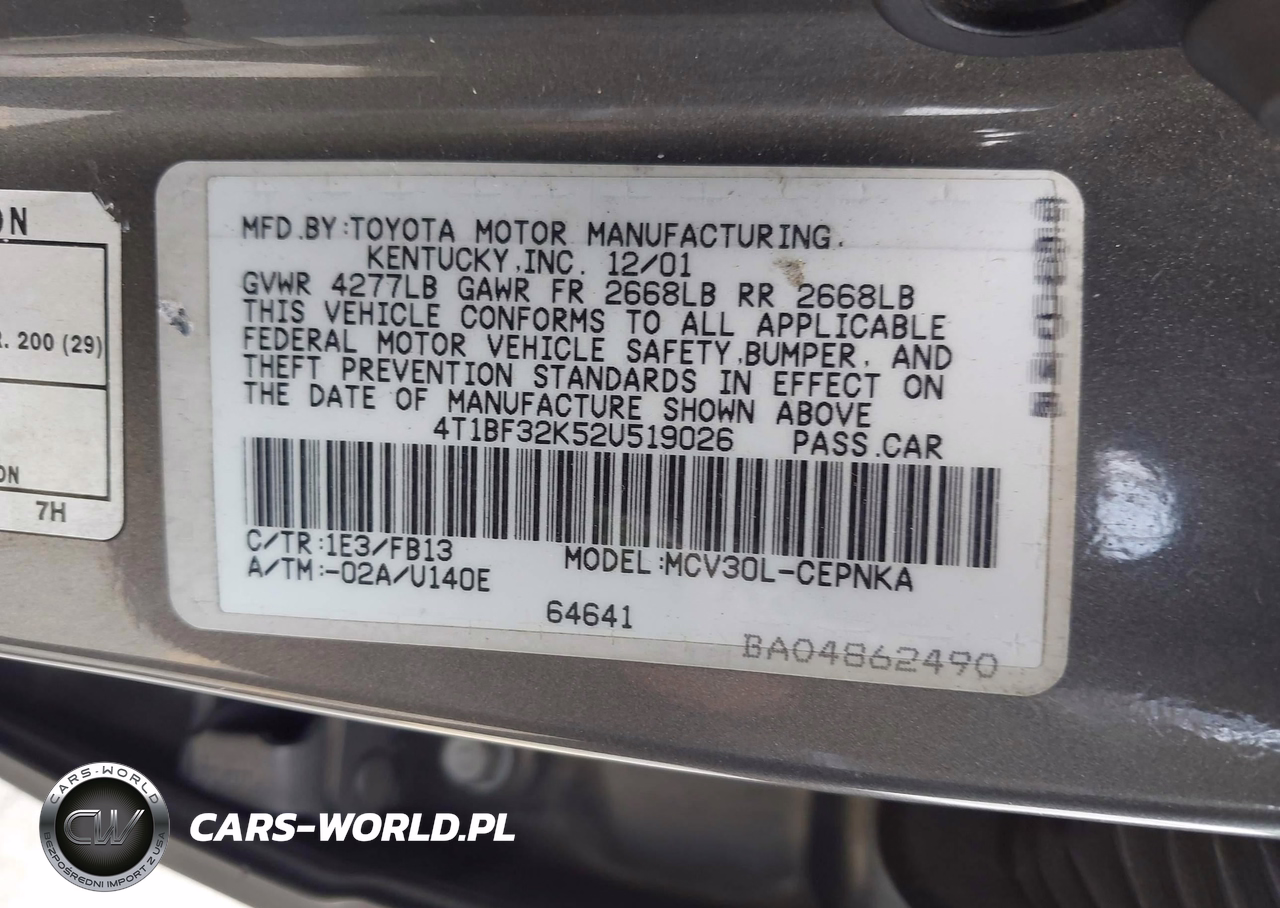 ON
R. 200 (29)
ON
7H
MFD.BY:TOYOTA MOTOR MANUFACTURING,
KENTUCKY,INC. 12/01
GVWR 4277LB GAWR FR 2668LB RR 2668LB
THIS VEHICLE CONFORMS TO ALL APPLICABLE
FEDERAL MOTOR VEHICLE SAFETY,BUMPER, AND
THEFT PREVENTION STANDARDS IN EFFECT ON
THE DATE OF MANUFACTURE SHOWN ABOVE
4T1BF32K52U519026 PASS.CAR
C/TR:1E3/FB13
A/TM:-02A/U140E
MODEL:MCV30L-CEPNKA
64641
BA04862490
CARS-WORLD
CW
BEZPOŚREDNI IMPORT Z USA
CARS-WORLD.PL